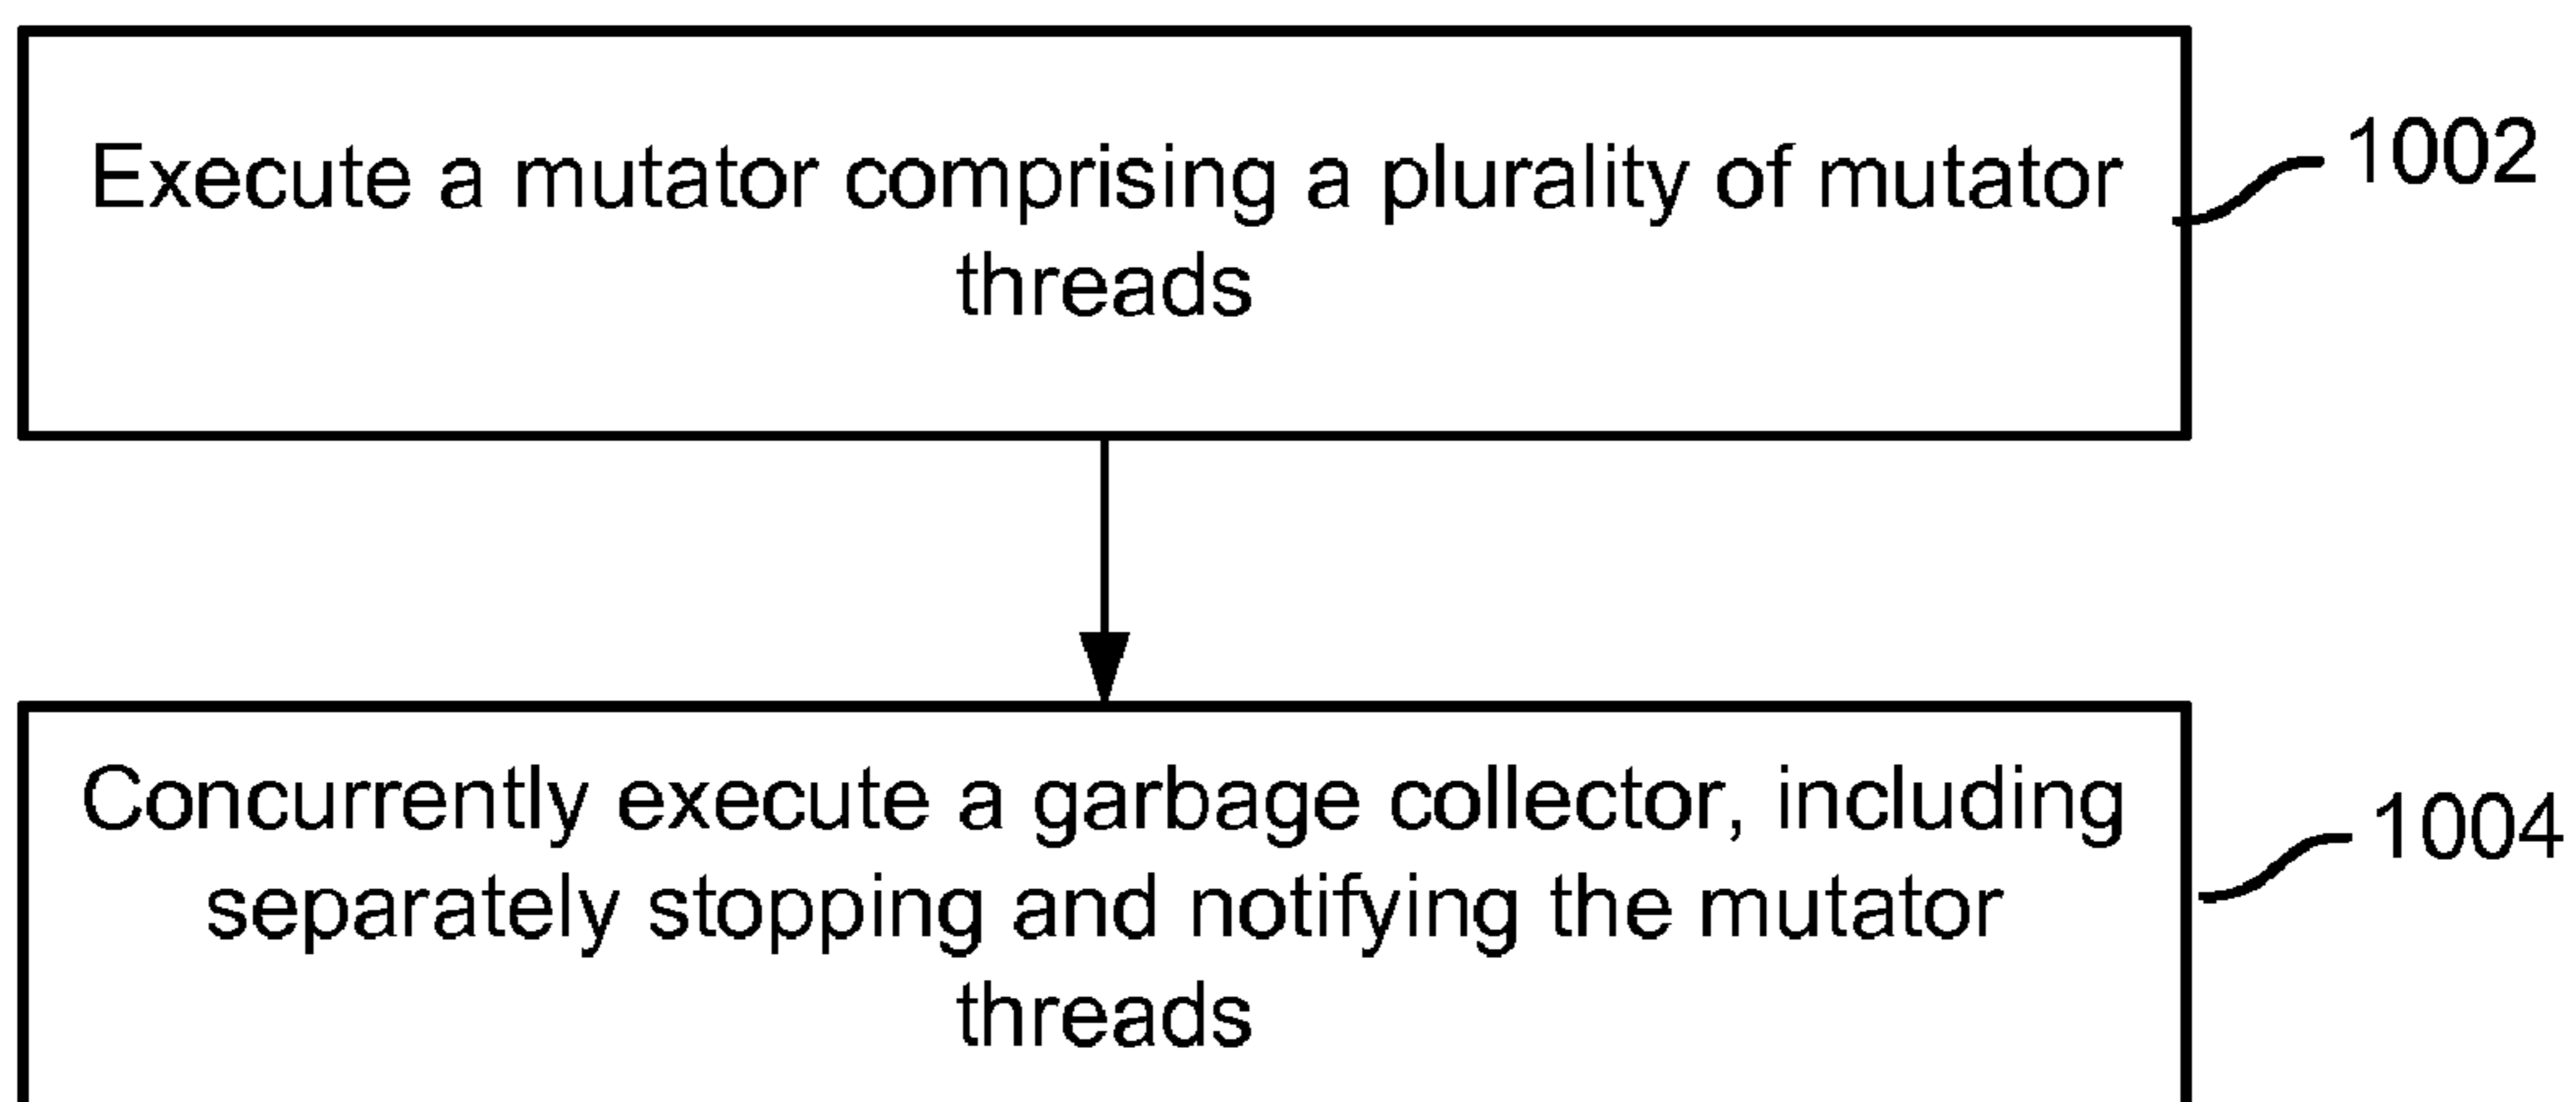 Execute a mutator comprising a plurality of mutator
threads
1002
Concurrently execute a garbage collector, including
separately stopping and notifying the mutator
threads
1004